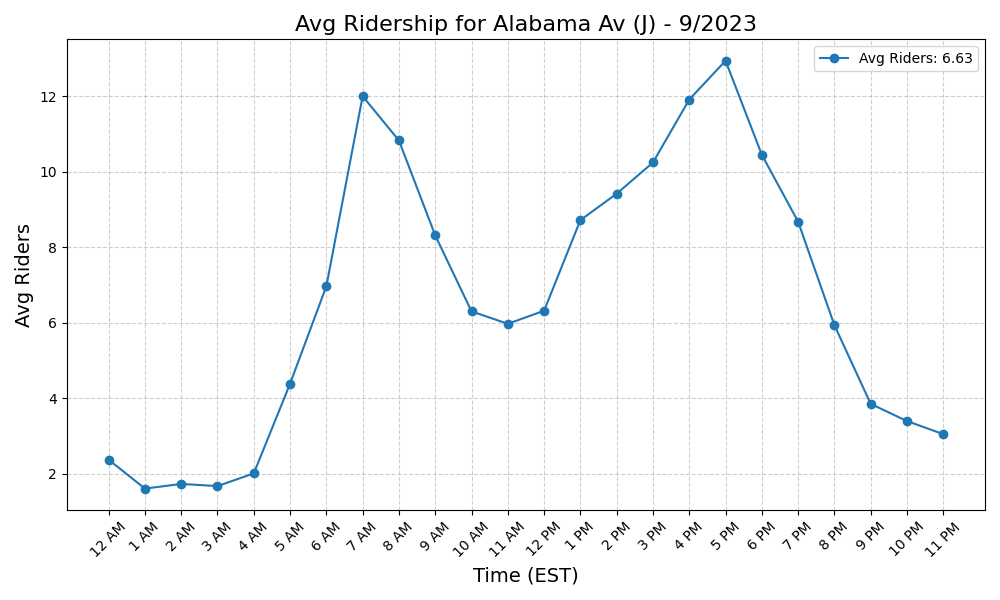 Avg Ridership for Alabama Av (J) - 9/2023
Avg Riders: 6.63
Avg Riders
12
10
8
6
4
2
12 AM
1 AM
2 AM
3 AM
4 AM
5 AM
6 AM
7 AM
8 AM
9 AM
10 AM
11 AM
12 PM
1 PM
2 PM
3 PM
4 PM
5 PM
6 PM
7 PM
8 PM
9 PM
10 PM
11 PM
Time (EST)